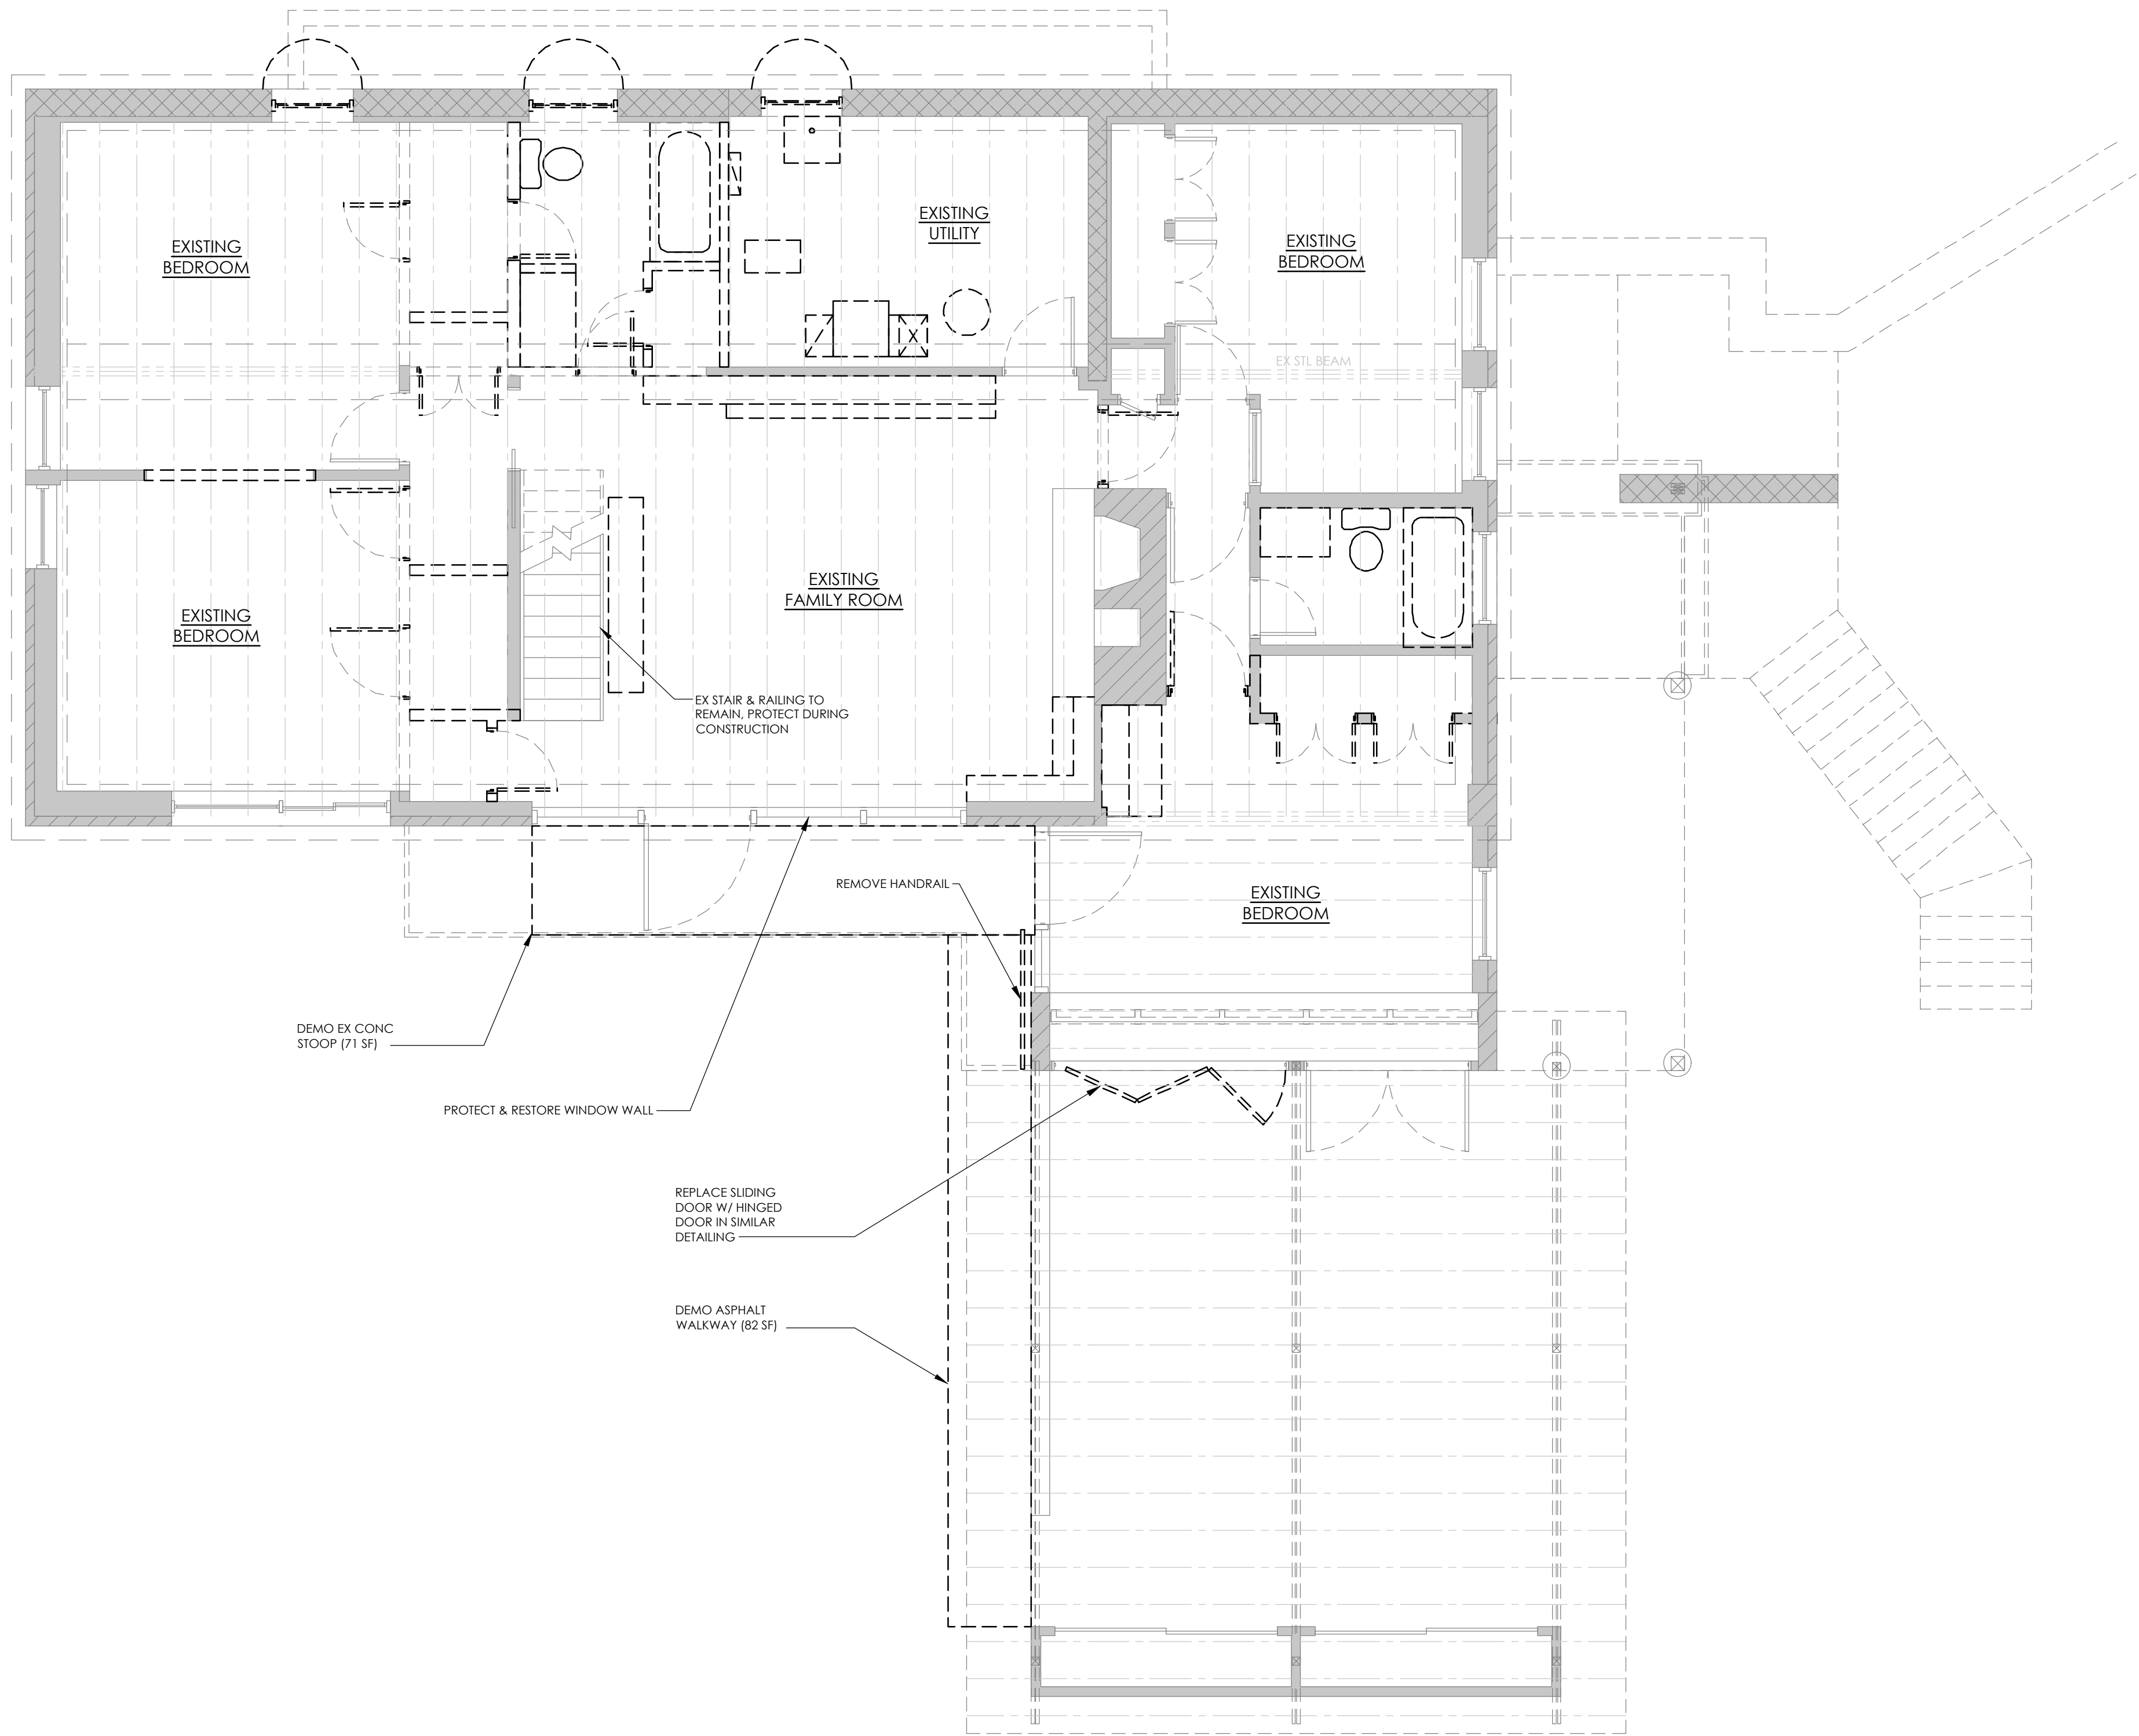 EXISTING
UTILITY
EXISTING
BEDROOM
EXISTING
BEDROOM
EX STL BEAM
EXISTING
FAMILY ROOM
EXISTING
BEDROOM
EX STAIR & RAILING TO
REMAIN, PROTECT DURING
CONSTRUCTION
REMOVE HANDRAIL
EXISTING
BEDROOM
DEMO EX CONC
STOOP (71 SF)
PROTECT & RESTORE WINDOW WALL
REPLACE SLIDING
DOOR W/ HINGED
DOOR IN SIMILAR
DETAILING
DEMO ASPHALT
WALKWAY (82 SF)